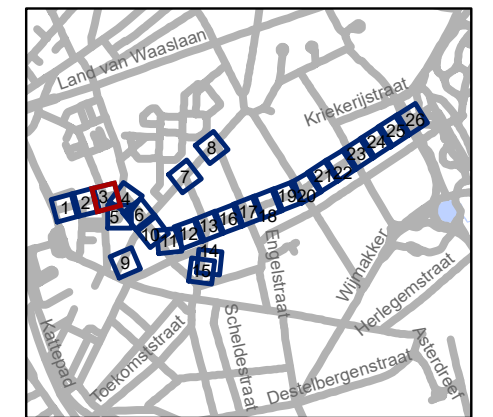 Land van Waaslaan
Kriekerijstraat
8
7
26
25
24
23
22
21
20
19
18
17
16
13
12
11
10
6
5
4
3
2
1
9
14
15
Engelstraat
Wijmakker
Herlegemstraat
Scheldestraat
Kattepad
Toekomststraat
Destelbergenstraat
Asterdreef